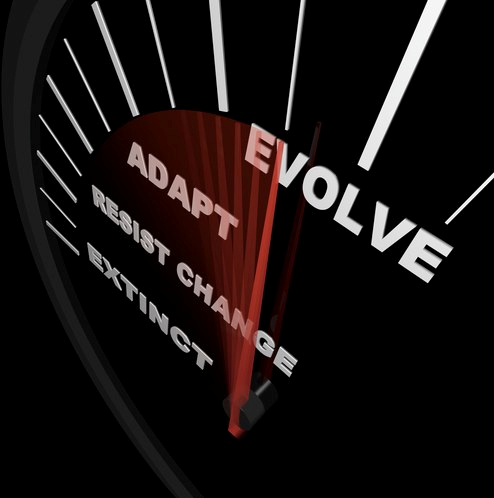 EVOLVE
ADAPT
RESIST CHANGE
EXTINCT